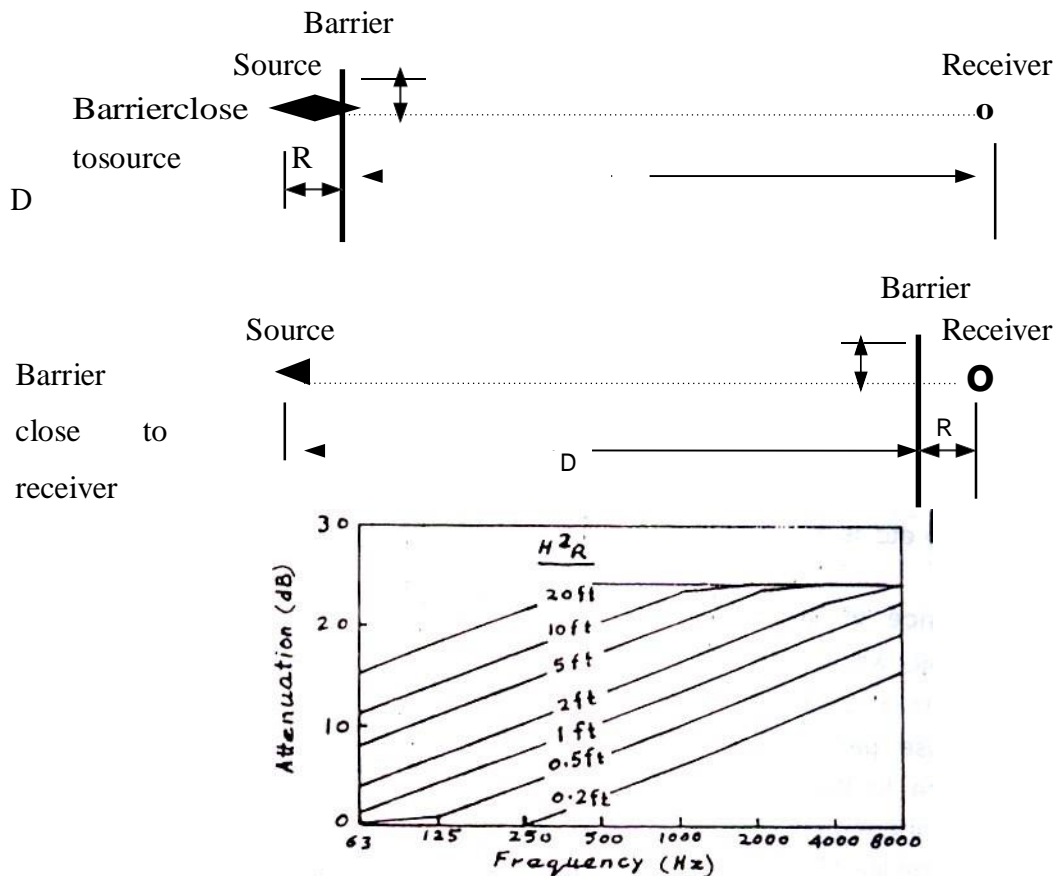 Barrier
Source
Receiver
Barrierclose
tosource
R
D
Barrier
Source
Receiver
Barrier
close to
receiver
D
R
30
20
10
0
Attenuation (dB)
H²R
20ft
10ft
5ft
2ft
1ft
0.5ft
0.2ft
63 125 250 500 1000 2000 4000 8000
Fraquency (Hz)